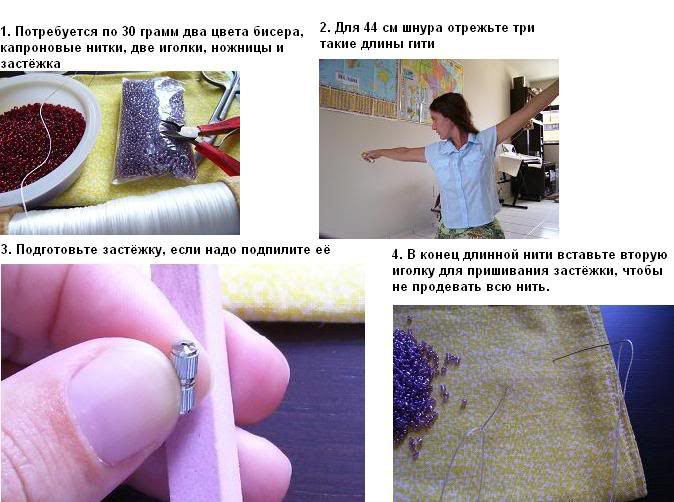 1. Потребуется по 30 грамм два цвета бисера,
капроновые нитки, две иголки, ножницы и
застёжка
2. Для 44 см шнура отрежьте три
такие длины гити
3. Подготовьте застёжку, если надо подпилите её
4. В конец длинной нити вставьте вторую
иголку для пришивания застёжки, чтобы
не продевать всю нить.